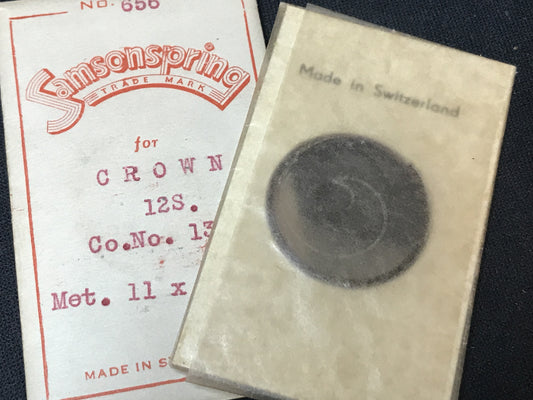 NO. 656
Samsonspring
TRADE MARK
for
CROWN
12S.
Co.No. 13
Met. 11 x
MADE IN S
Made in Switzerland